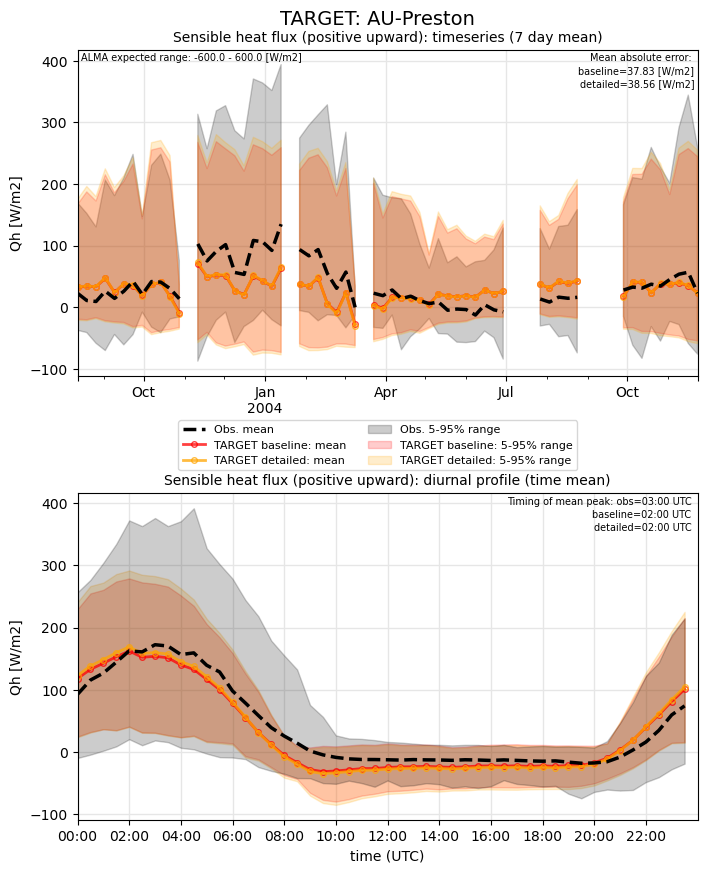 TARGET: AU-Preston
Sensible heat flux (positive upward): timeseries (7 day mean)
ALMA expected range: -600.0 - 600.0 [W/m2]
Mean absolute error:
baseline=37.83 [W/m2]
detailed=38.56 [W/m2]
Qh [W/m2]
400
300
200
100
0
−100
Oct
Jan
2004
Apr
Jul
Oct
Obs. mean
TARGET baseline: mean
TARGET detailed: mean
Obs. 5-95% range
TARGET baseline: 5-95% range
TARGET detailed: 5-95% range
Sensible heat flux (positive upward): diurnal profile (time mean)
Timing of mean peak: obs=03:00 UTC
baseline=02:00 UTC
detailed=02:00 UTC
Qh [W/m2]
400
300
200
100
0
−100
00:00
02:00
04:00
06:00
08:00
10:00
12:00
14:00
16:00
18:00
20:00
22:00
time (UTC)